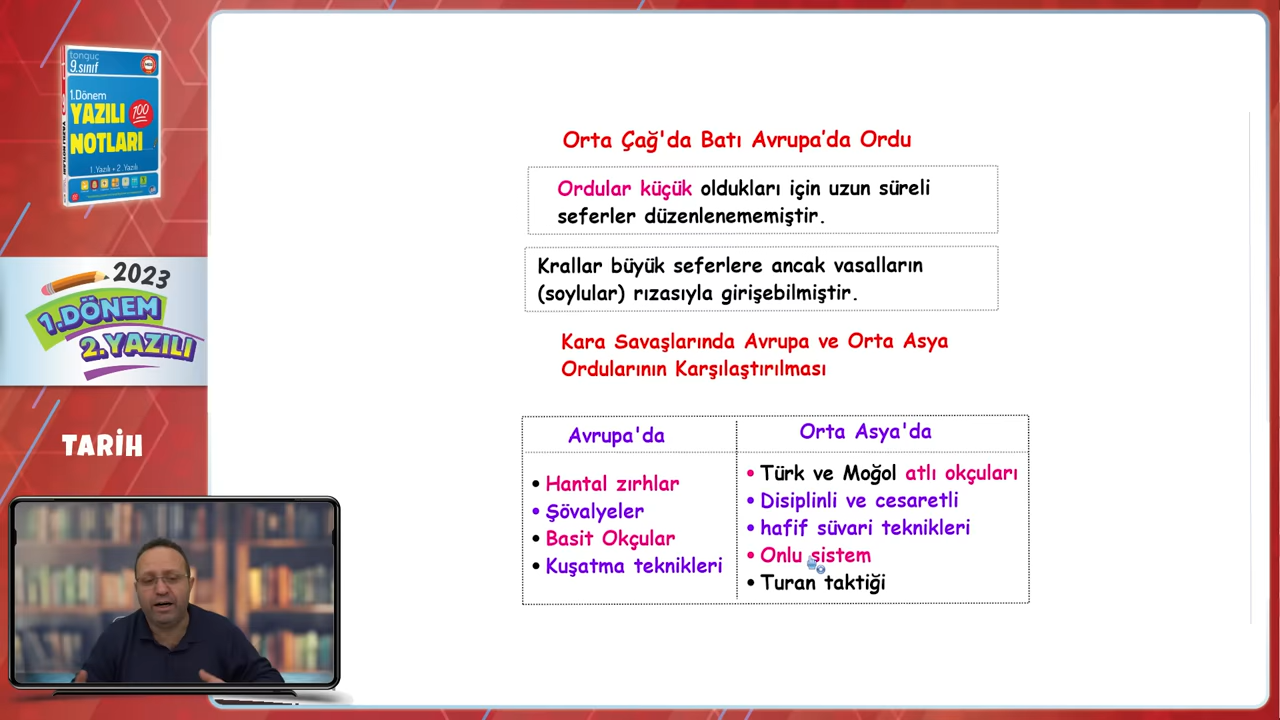 tonguç
9.sınıf
1.Dönem
YAZILI
100
NOTLARI
1.Yazılı • 2.Yazılı
YAZILI NOTLARI
2023
1.DÖNEM
2.YAZILI
TARİH
Orta Çağ'da Batı Avrupa’da Ordu
Ordular küçük oldukları için uzun süreli
seferler düzenlenememiştir.
Krallar büyük seferlere ancak vasalların
(soylular) rızasıyla girişebilmiştir.
Kara Savaşlarında Avrupa ve Orta Asya
Ordularının Karşılaştırılması
Avrupa'da
• Hantal zırhlar
• Şövalyeler
• Basit Okçular
• Kuşatma teknikleri
Orta Asya'da
• Türk ve Moğol atlı okçuları
• Disiplinli ve cesaretli
• hafif süvari teknikleri
• Onlu sistem
• Turan taktiği